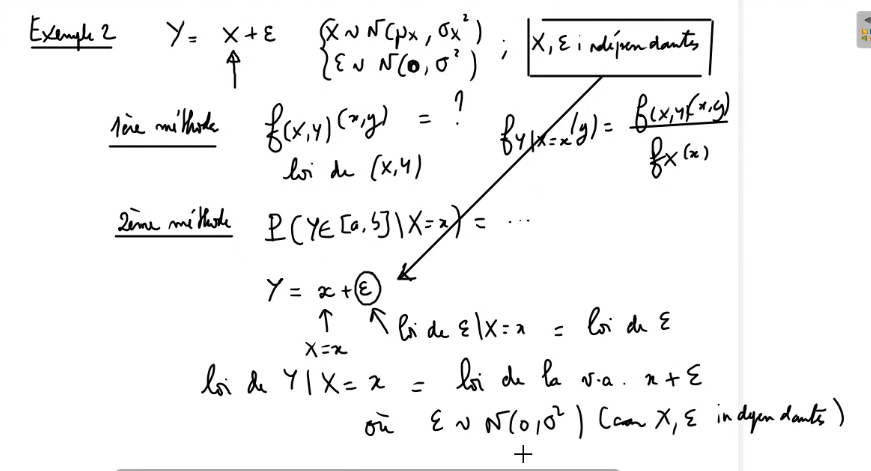 Exemple 2 Y = X + ε { X ~ N(μx, σx²) ; X, ε indépendants
{ ε ~ N(0, σ²)
1ère méthode f(X,Y)(x,y) = ? fY|X=x(y) = f(X,Y)(x,y) / fX(x)
loi de (X,Y)
2ème méthode P(Y∈[a,b]|X=x) = ...
Y = x + ε
↑ loi de ε|X=x = loi de ε
X=x
loi de Y|X=x = loi de la v.a. x + ε
où ε ~ N(0,σ²) (car X, ε indépendants)